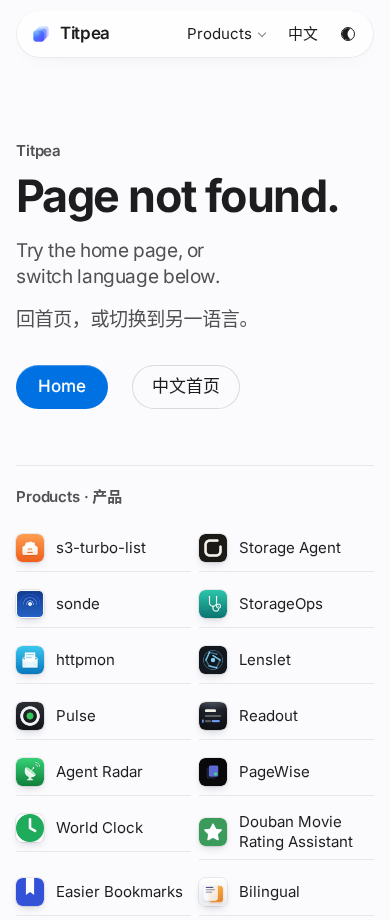 Titpea
Products
中文
Titpea
Page not found.
Try the home page, or
switch language below.
回首页，或切换到另一语言。
Home
中文首页
Products · 产品
s3-turbo-list
Storage Agent
sonde
StorageOps
httpmon
Lenslet
Pulse
Readout
Agent Radar
PageWise
World Clock
Douban Movie
Rating Assistant
Easier Bookmarks
Bilingual